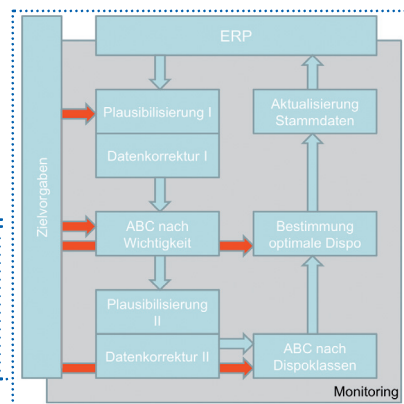 ERP
Zielvorgaben
Plausibilisierung I
Datenkorrektur I
Aktualisierung
Stammdaten
ABC nach
Wichtigkeit
Bestimmung
optimale Dispo
Plausibilisierung
II
Datenkorrektur II
ABC nach
Dispoklassen
Monitoring